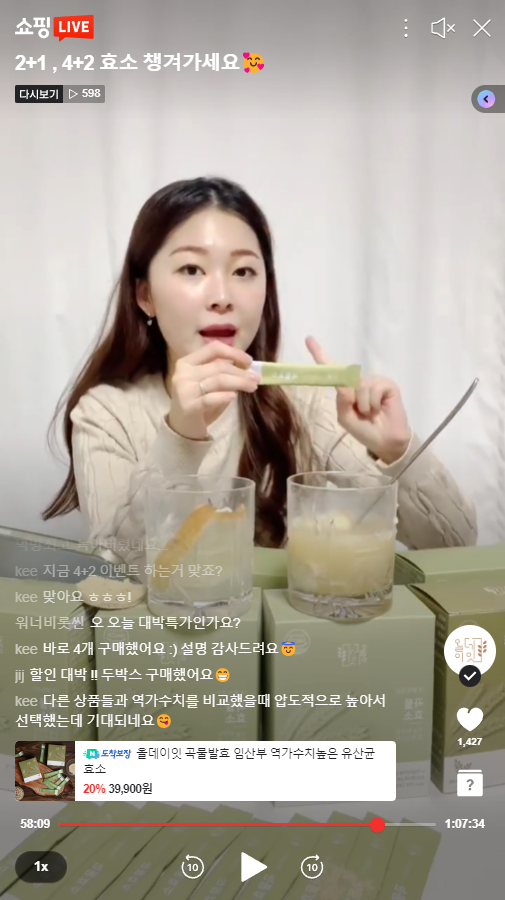 쇼핑 LIVE
2+1 , 4+2 효소 챙겨가세요🥰
다시보기 ▷ 598
kee 지금 4+2 이벤트 하는거 맞죠?
kee 맞아요 ㅎㅎㅎ!
워너비롯씬 오 오늘 대박특가인가요?
kee 바로 4개 구매했어요 :) 설명 감사드려요😇
jij 할인 대박 !! 두박스 구매했어요😁
kee 다른 상품들과 역가수치를 비교했을때 압도적으로 높아서
선택했는데 기대되네요😋
올데이잇
1,427
N 도착보장 올데이잇 곡물발효 임산부 역가수치높은 유산균
효소
20% 39,900원
?
58:09
1:07:34
1x
10
10